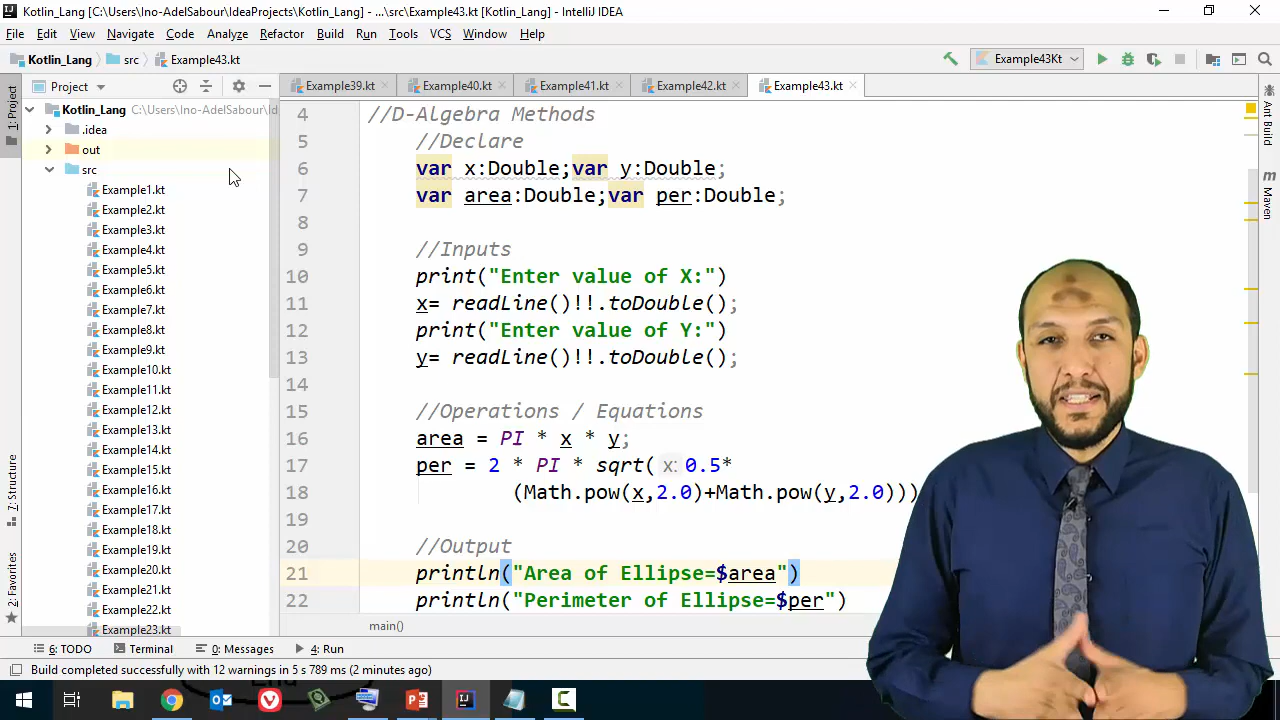 Kotlin_Lang [C:\Users\Ino-AdelSabour\IdeaProjects\Kotlin_Lang] - ...\src\Example43.kt [Kotlin_Lang] - IntelliJ IDEA
File Edit View Navigate Code Analyze Refactor Build Run Tools VCS Window Help
Kotlin_Lang src Example43.kt Example43Kt
Project
Example39.kt Example40.kt Example41.kt Example42.kt Example43.kt
Kotlin_Lang C:\Users\Ino-AdelSabour\Id
.idea
out
src
Example1.kt
Example2.kt
Example3.kt
Example4.kt
Example5.kt
Example6.kt
Example7.kt
Example8.kt
Example9.kt
Example10.kt
Example11.kt
Example12.kt
Example13.kt
Example14.kt
Example15.kt
Example16.kt
Example17.kt
Example18.kt
Example19.kt
Example20.kt
Example21.kt
Example22.kt
Example23.kt
4 //D-Algebra Methods
5 //Declare
6 var x:Double;var y:Double;
7 var area:Double;var per:Double;
8
9 //Inputs
10 print("Enter value of X:")
11 x= readLine()!!.toDouble();
12 print("Enter value of Y:")
13 y= readLine()!!.toDouble();
14
15 //Operations / Equations
16 area = PI * x * y;
17 per = 2 * PI * sqrt( x: 0.5*
18 (Math.pow(x,2.0)+Math.pow(y,2.0)))
19
20 //Output
21 println("Area of Ellipse=$area")
22 println("Perimeter of Ellipse=$per")
main()
1: Project
7: Structure
2: Favorites
Ant Build
Maven
6: TODO Terminal 0: Messages 4: Run
Build completed successfully with 12 warnings in 5 s 789 ms (2 minutes ago)
End